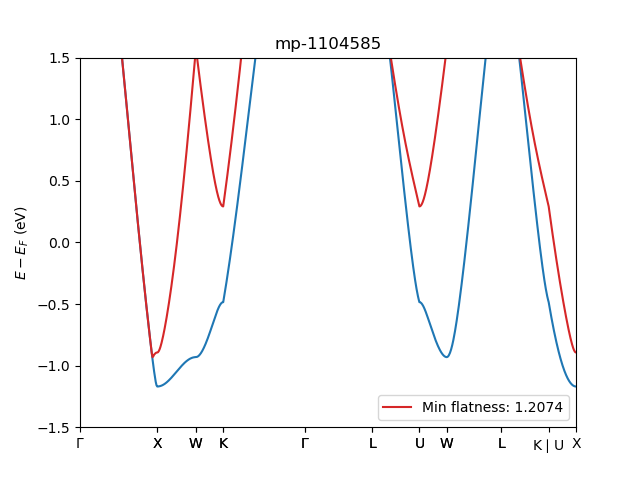 mp-1104585
E − E_F (eV)
1.5
1.0
0.5
0.0
−0.5
−1.0
−1.5
Min flatness: 1.2074
Γ X W K Γ L U W L K | U X